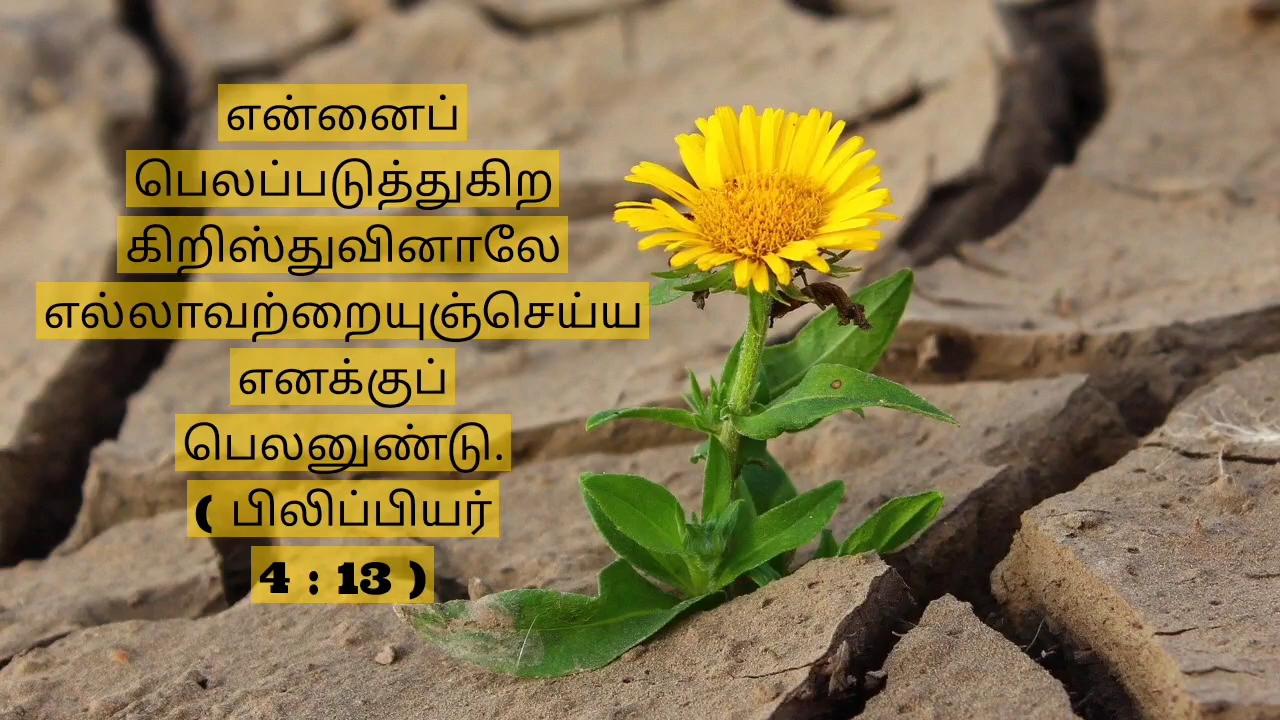 என்னைப்
பெலப்படுத்துகிற
கிறிஸ்துவினாலே
எல்லாவற்றையுஞ்செய்ய
எனக்குப்
பெலனுண்டு.
( பிலிப்பியர்
4 : 13 )